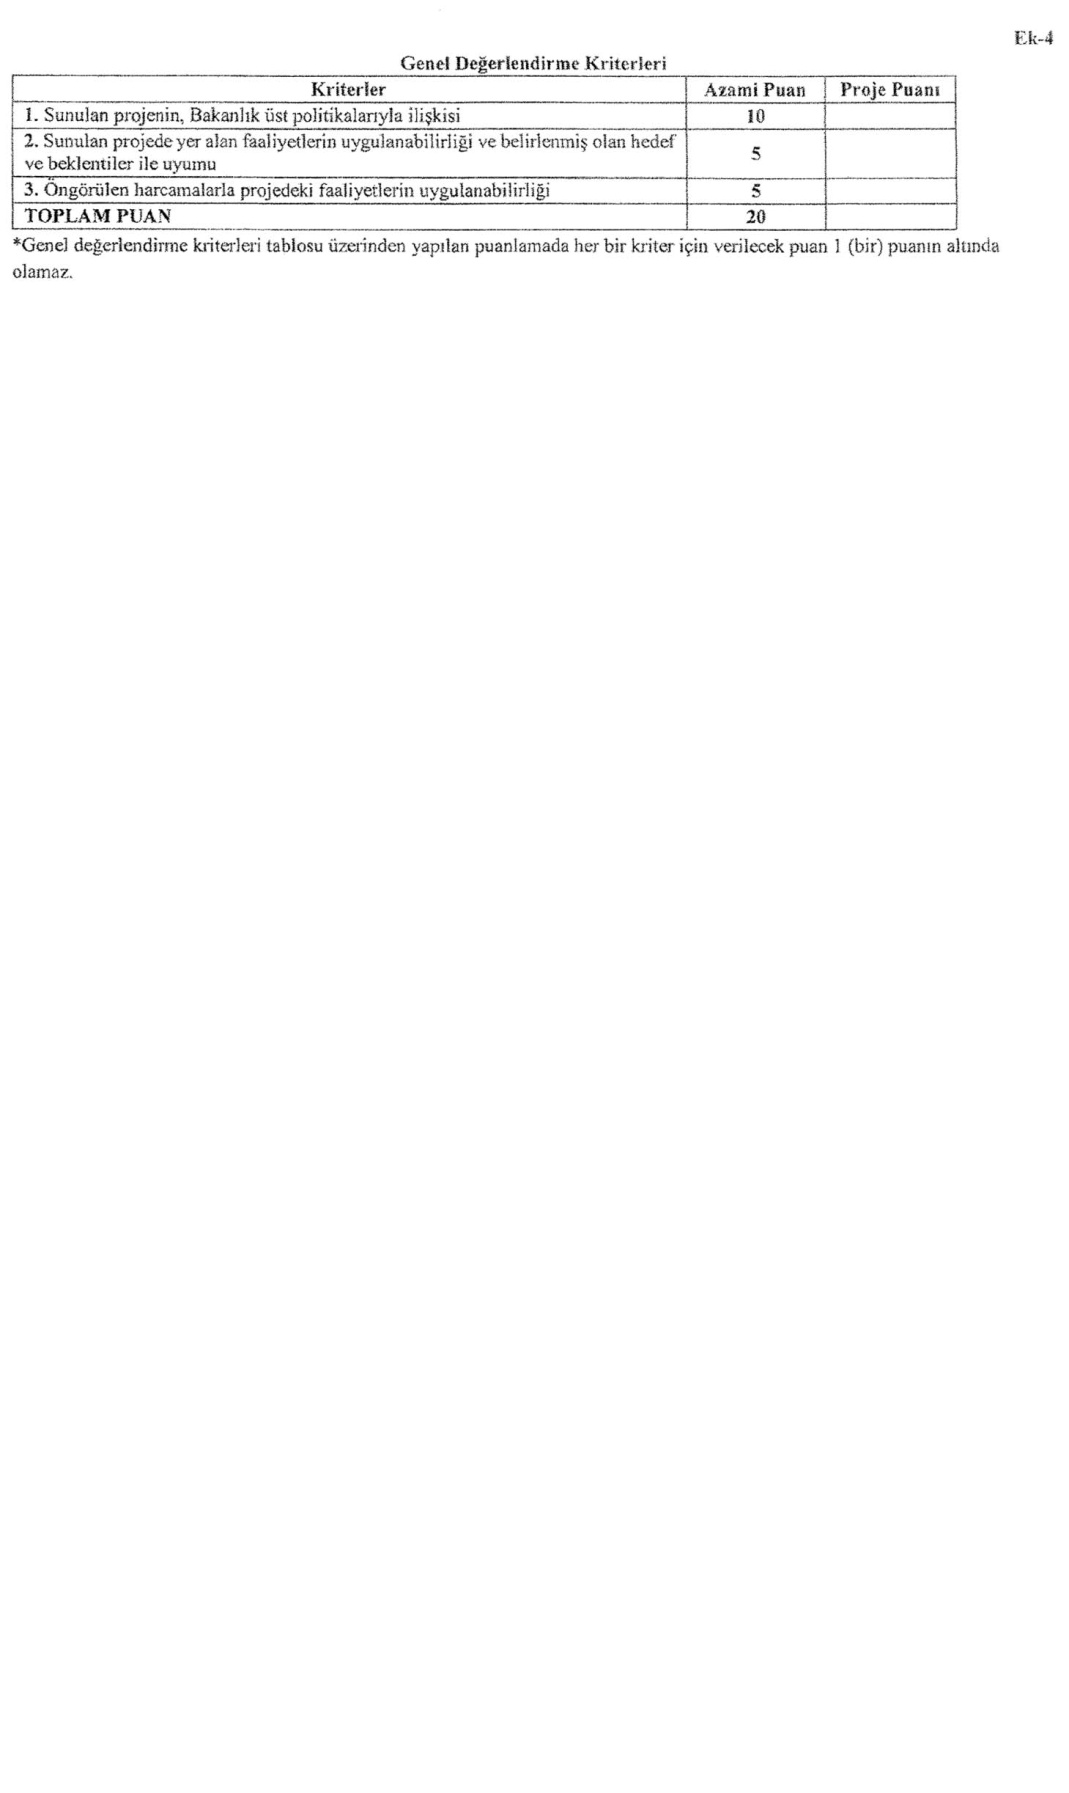 Ek-4
Genel Değerlendirme Kriterleri
Kriterler Azami Puan Proje Puanı
1. Sunulan projenin, Bakanlık üst politikalarıyla ilişkisi 10
2. Sunulan projede yer alan faaliyetlerin uygulanabilirliği ve belirlenmiş olan hedef
ve beklentiler ile uyumu 5
3. Öngörülen harcamalarla projedeki faaliyetlerin uygulanabilirliği 5
TOPLAM PUAN 20
*Genel değerlendirme kriterleri tablosu üzerinden yapılan puanlamada her bir kriter için verilecek puan 1 (bir) puanın altında
olamaz.